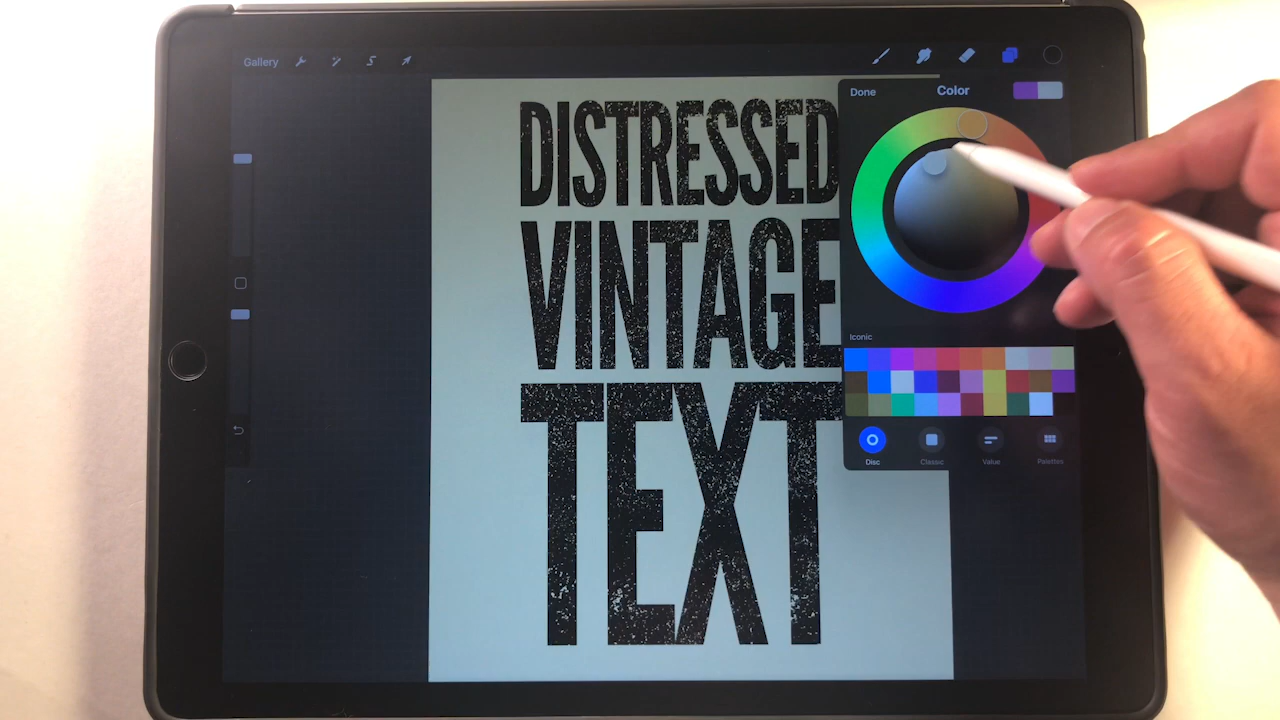 Gallery
Done
Color
DISTRESSED
VINTAGE
TEXT
Iconic
Disc
Classic
Value
Palettes